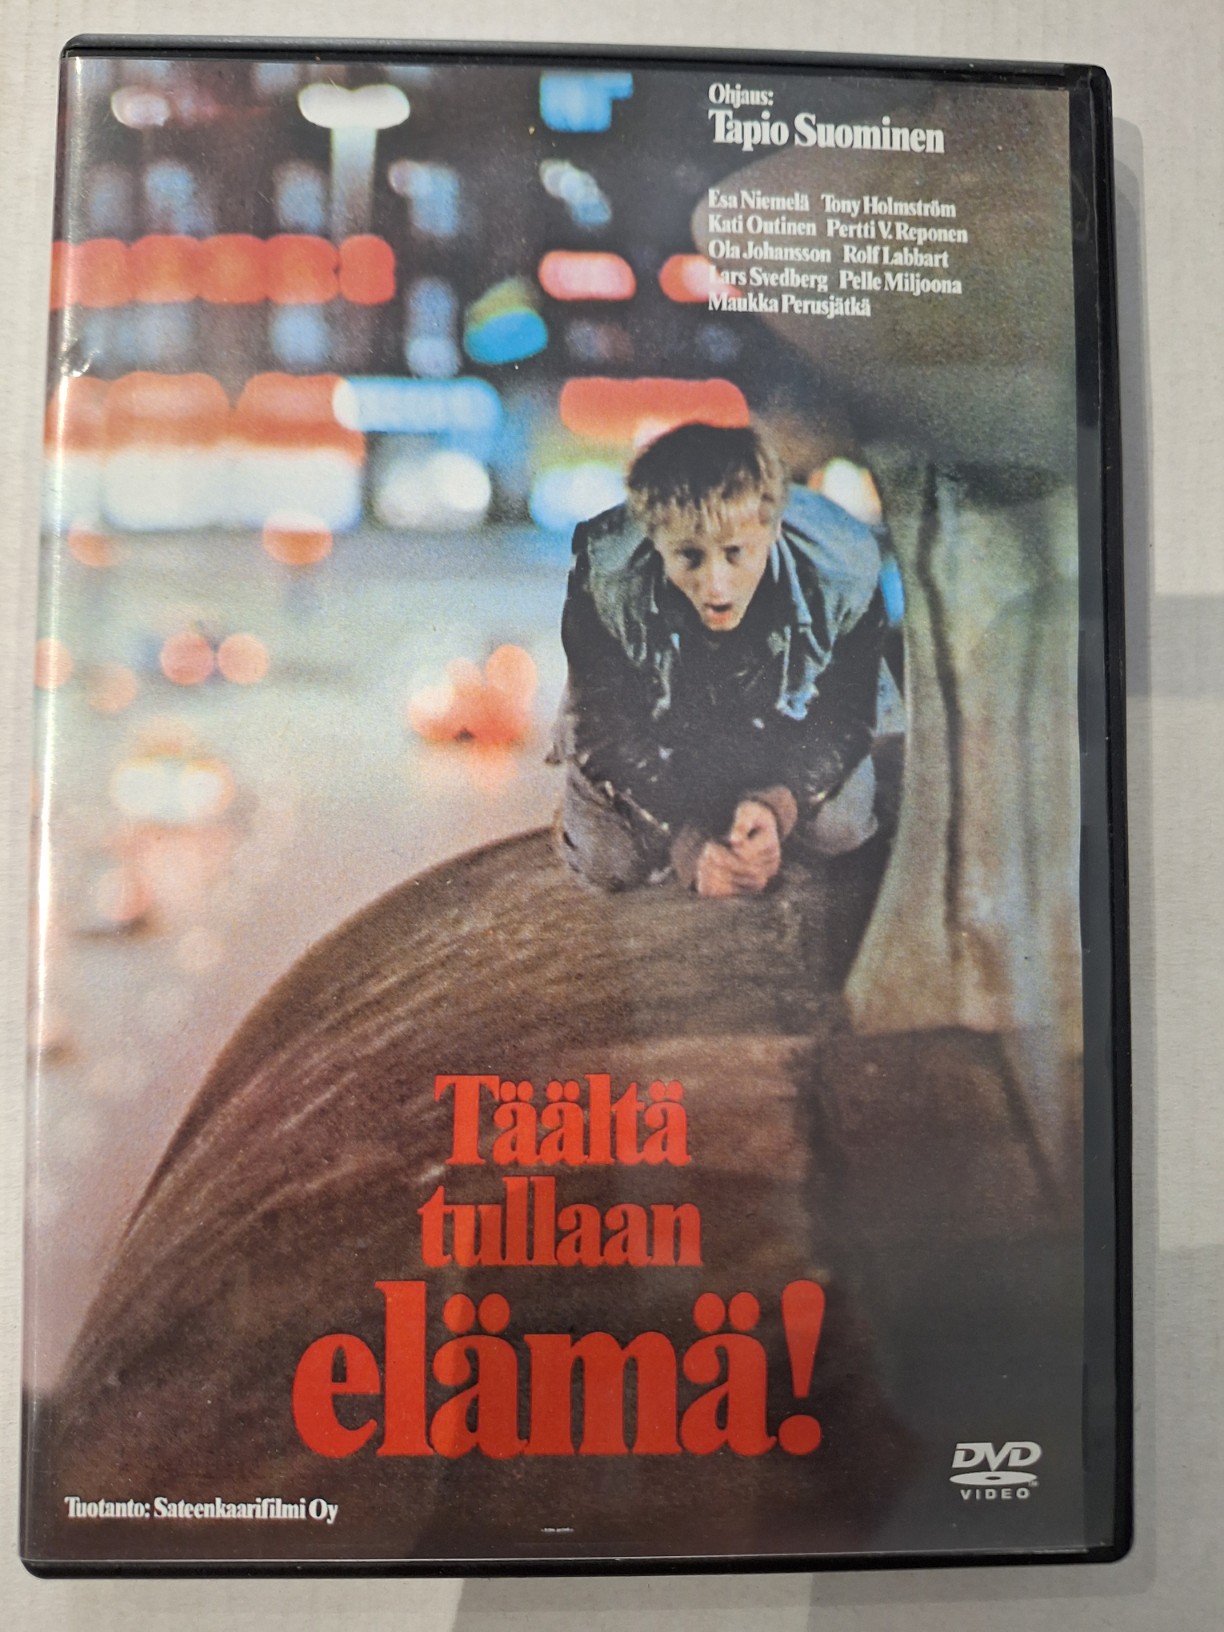 Ohjaus:
Tapio Suominen
Esa Niemelä Tony Holmström
Kati Outinen Pertti V. Reponen
Ola Johansson Rolf Labbart
Lars Svedberg Pelle Miljoona
Maukka Perusjätkä
Täältä
tullaan
elämä!
DVD
VIDEO
Tuotanto: Sateenkaarifilmi Oy